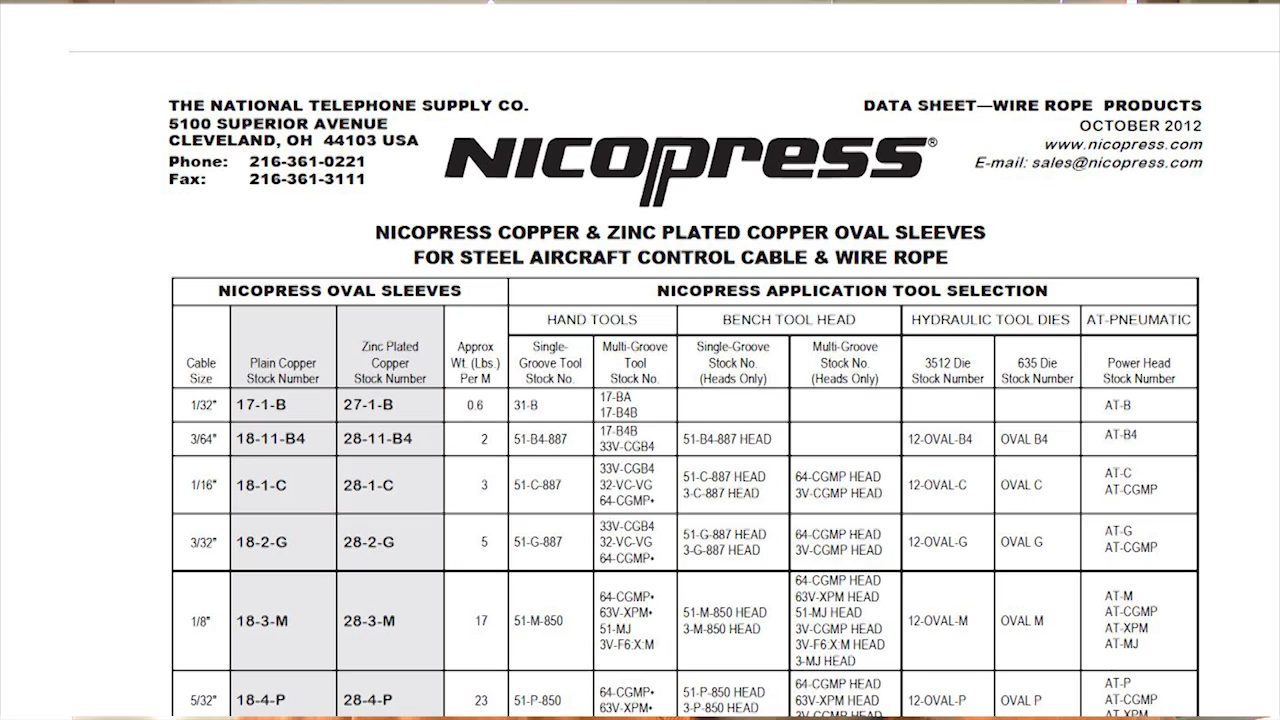 THE NATIONAL TELEPHONE SUPPLY CO.
5100 SUPERIOR AVENUE
CLEVELAND, OH 44103 USA
Phone: 216-361-0221
Fax: 216-361-3111
NICOPRESS®
DATA SHEET—WIRE ROPE PRODUCTS
OCTOBER 2012
www.nicopress.com
E-mail: sales@nicopress.com
NICOPRESS COPPER & ZINC PLATED COPPER OVAL SLEEVES
FOR STEEL AIRCRAFT CONTROL CABLE & WIRE ROPE
NICOPRESS OVAL SLEEVES
NICOPRESS APPLICATION TOOL SELECTION
HAND TOOLS
BENCH TOOL HEAD
HYDRAULIC TOOL DIES
AT-PNEUMATIC
Cable
Size
Plain Copper
Stock Number
Zinc Plated
Copper
Stock Number
Approx
Wt. (Lbs.)
Per M
Single-
Groove Tool
Stock No.
Multi-Groove
Tool
Stock No.
Single-Groove
Stock No.
(Heads Only)
Multi-Groove
Stock No.
(Heads Only)
3512 Die
Stock Number
635 Die
Stock Number
Power Head
Stock Number
1/32"
17-1-B
27-1-B
0.6
31-B
17-BA
17-B4B
AT-B
3/64"
18-11-B4
28-11-B4
2
51-B4-887
17-B4B
33V-CGB4
51-B4-887 HEAD
12-OVAL-B4
OVAL B4
AT-B4
1/16"
18-1-C
28-1-C
3
51-C-887
33V-CGB4
32-VC-VG
64-CGMP•
51-C-887 HEAD
3-C-887 HEAD
64-CGMP HEAD
3V-CGMP HEAD
12-OVAL-C
OVAL C
AT-C
AT-CGMP
3/32"
18-2-G
28-2-G
5
51-G-887
33V-CGB4
32-VC-VG
64-CGMP•
51-G-887 HEAD
3-G-887 HEAD
64-CGMP HEAD
3V-CGMP HEAD
12-OVAL-G
OVAL G
AT-G
AT-CGMP
1/8"
18-3-M
28-3-M
17
51-M-850
64-CGMP•
63V-XPM•
51-MJ
3V-F6:X:M
51-M-850 HEAD
3-M-850 HEAD
64-CGMP HEAD
63V-XPM HEAD
51-MJ HEAD
3V-CGMP HEAD
3V-F6:X:M HEAD
3-MJ HEAD
12-OVAL-M
OVAL M
AT-M
AT-CGMP
AT-XPM
AT-MJ
5/32"
18-4-P
28-4-P
23
51-P-850
64-CGMP•
63V-XPM•
51-P-850 HEAD
3-P-850 HEAD
64-CGMP HEAD
63V-XPM HEAD
3V-CGMP HEAD
12-OVAL-P
OVAL P
AT-P
AT-CGMP
AT-XPM